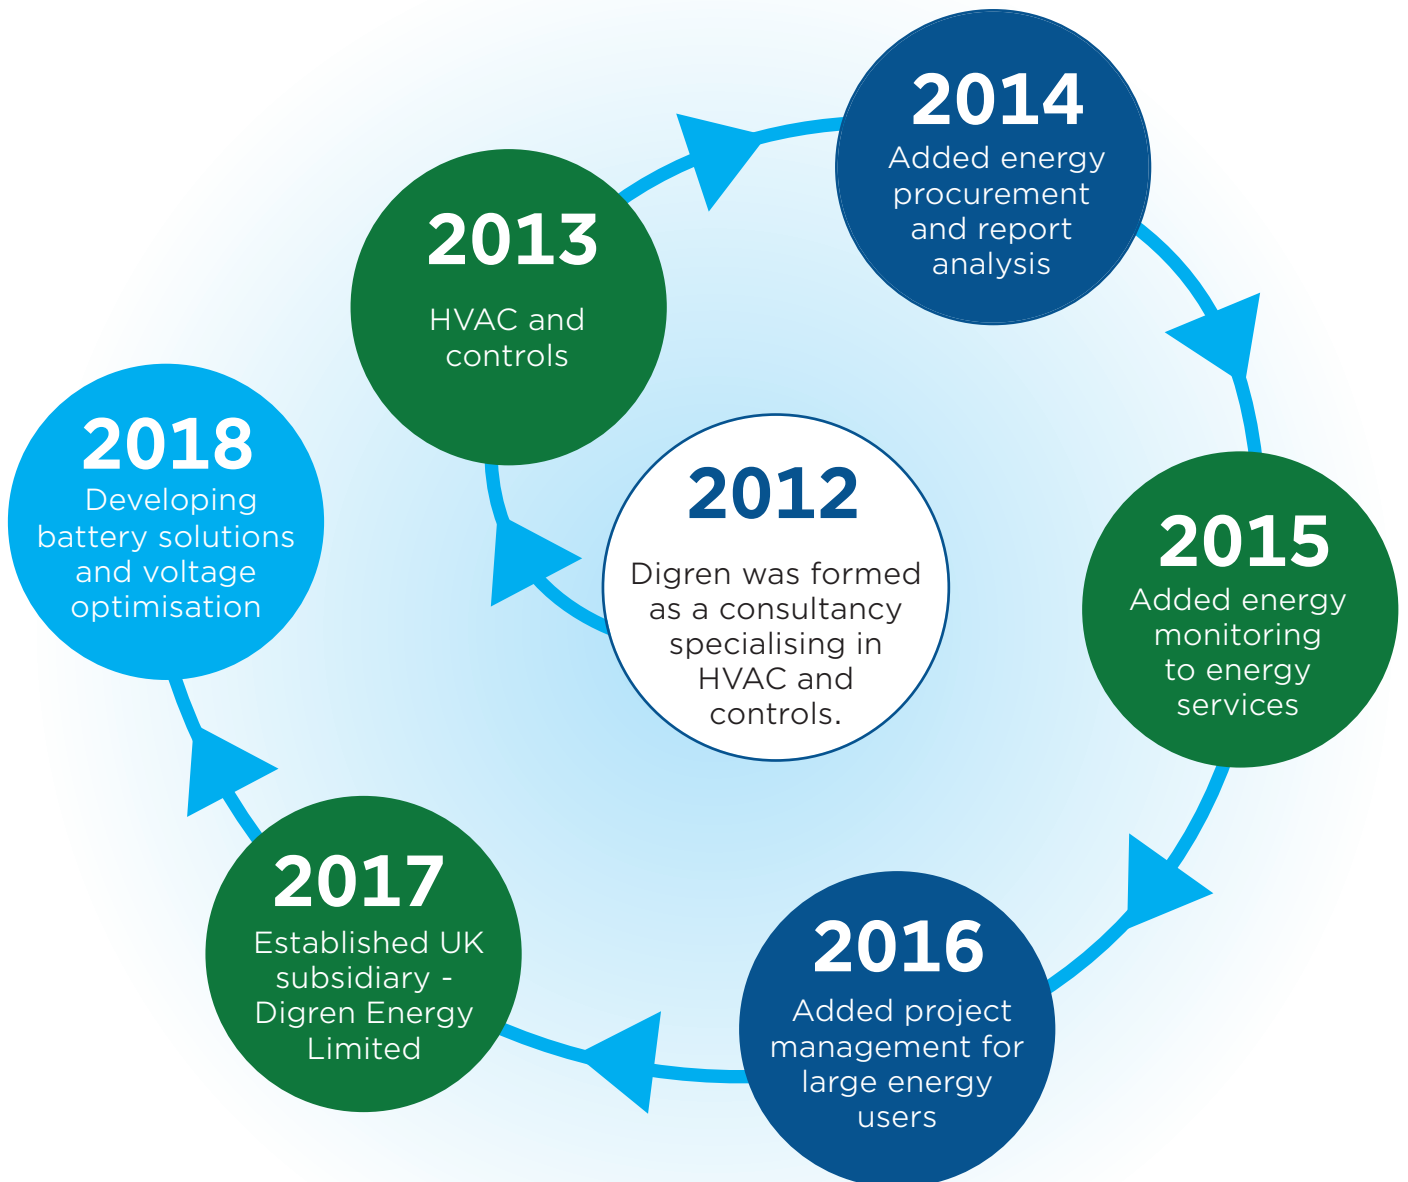 2012
Digren was formed
as a consultancy
specialising in
HVAC and
controls.
2013
HVAC and
controls
2014
Added energy
procurement
and report
analysis
2015
Added energy
monitoring
to energy
services
2016
Added project
management for
large energy
users
2017
Established UK
subsidiary -
Digren Energy
Limited
2018
Developing
battery solutions
and voltage
optimisation